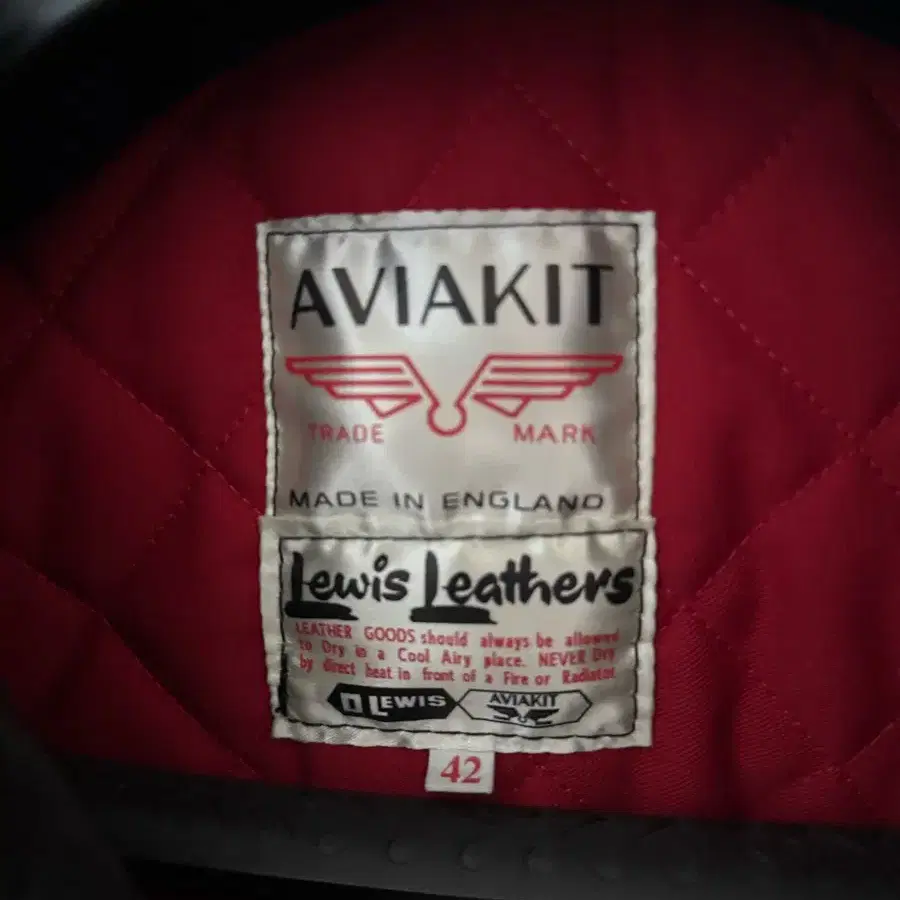 AVIAKIT
TRADE MARK
MADE IN ENGLAND
Lewis Leathers
LEATHER GOODS should always be allowed
to Dry in a Cool Airy place. NEVER Dry
by direct heat in front of a Fire or Radiator.
D LEWIS AVIAKIT
42